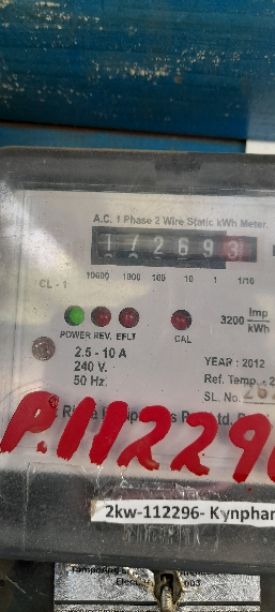 A.C. 1 Phase 2 Wire Static kWh Meter
172693
10000 1000 100 10 1 1/10
CL - 1
3200 Imp/kWh
POWER REV. EFLT CAL
2.5 - 10 A
240 V.
50 Hz.
YEAR : 2012
Ref. Temp.
SL. No.
P.11229
2kw-112296- Kynphar